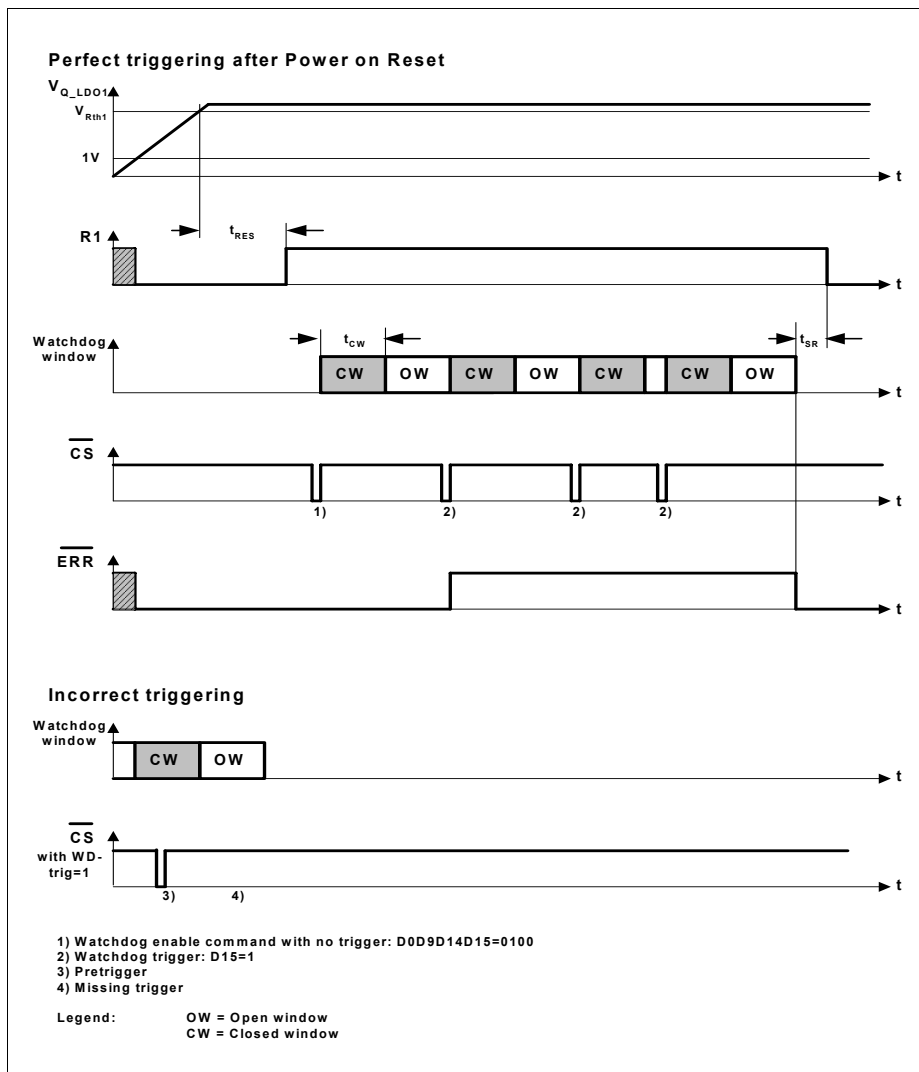 Perfect triggering after Power on Reset
V_Q_LDO1
V_Rth1
1V
t
t_RES
R1
t
Watchdog
window
t_CW
t_SR
CW OW CW OW CW CW OW
t
CS
1) 2) 2) 2)
t
ERR
t
Incorrect triggering
Watchdog
window
CW OW
t
CS
with WD-
trig=1
3) 4)
t
1) Watchdog enable command with no trigger: D0D9D14D15=0100
2) Watchdog trigger: D15=1
3) Pretrigger
4) Missing trigger
Legend: OW = Open window
CW = Closed window